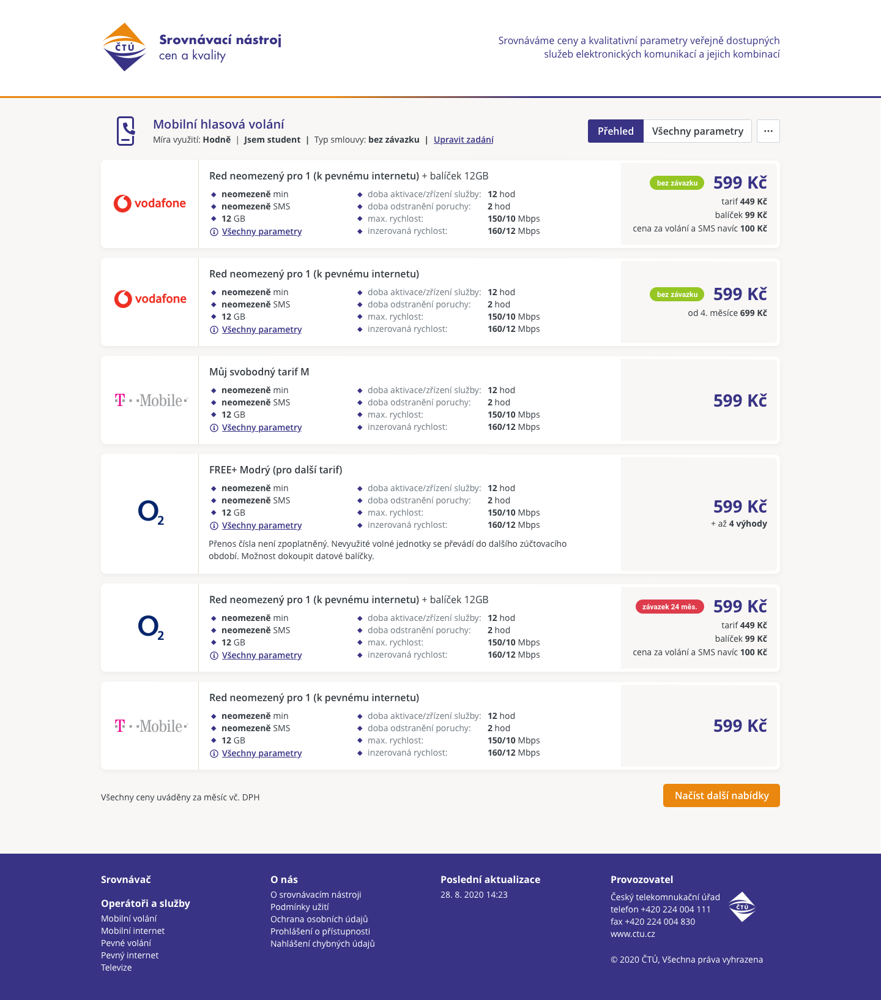 ČTÚ
Srovnávací nástroj
cen a kvality
Srovnáváme ceny a kvalitativní parametry veřejně dostupných
služeb elektronických komunikací a jejich kombinací
Mobilní hlasová volání
Míra využití: Hodně | Jsem student | Typ smlouvy: bez závazku | Upravit zadání
Přehled
Všechny parametry
vodafone
Red neomezený pro 1 (k pevnému internetu) + balíček 12GB
neomezeně min
neomezeně SMS
12 GB
Všechny parametry
doba aktivace/zřízení služby: 12 hod
doba odstranění poruchy: 2 hod
max. rychlost: 150/10 Mbps
inzerovaná rychlost: 160/12 Mbps
bez závazku 599 Kč
tarif 449 Kč
balíček 99 Kč
cena za volání a SMS navíc 100 Kč
vodafone
Red neomezený pro 1 (k pevnému internetu)
neomezeně min
neomezeně SMS
12 GB
Všechny parametry
doba aktivace/zřízení služby: 12 hod
doba odstranění poruchy: 2 hod
max. rychlost: 150/10 Mbps
inzerovaná rychlost: 160/12 Mbps
bez závazku 599 Kč
od 4. měsíce 699 Kč
T··Mobile·
Můj svobodný tarif M
neomezeně min
neomezeně SMS
12 GB
Všechny parametry
doba aktivace/zřízení služby: 12 hod
doba odstranění poruchy: 2 hod
max. rychlost: 150/10 Mbps
inzerovaná rychlost: 160/12 Mbps
599 Kč
O2
FREE+ Modrý (pro další tarif)
neomezeně min
neomezeně SMS
12 GB
Všechny parametry
doba aktivace/zřízení služby: 12 hod
doba odstranění poruchy: 2 hod
max. rychlost: 150/10 Mbps
inzerovaná rychlost: 160/12 Mbps
Přenos čísla není zpoplatněný. Nevyužité volné jednotky se převádí do dalšího zúčtovacího
období. Možnost dokoupit datové balíčky.
599 Kč
+ až 4 výhody
O2
Red neomezený pro 1 (k pevnému internetu) + balíček 12GB
neomezeně min
neomezeně SMS
12 GB
Všechny parametry
doba aktivace/zřízení služby: 12 hod
doba odstranění poruchy: 2 hod
max. rychlost: 150/10 Mbps
inzerovaná rychlost: 160/12 Mbps
závazek 24 měs. 599 Kč
tarif 449 Kč
balíček 99 Kč
cena za volání a SMS navíc 100 Kč
T··Mobile·
Red neomezený pro 1 (k pevnému internetu)
neomezeně min
neomezeně SMS
12 GB
Všechny parametry
doba aktivace/zřízení služby: 12 hod
doba odstranění poruchy: 2 hod
max. rychlost: 150/10 Mbps
inzerovaná rychlost: 160/12 Mbps
599 Kč
Všechny ceny uváděny za měsíc vč. DPH
Načíst další nabídky
Srovnávač
Operátoři a služby
Mobilní volání
Mobilní internet
Pevné volání
Pevný internet
Televize
O nás
O srovnávacím nástroji
Podmínky užití
Ochrana osobních údajů
Prohlášení o přístupnosti
Nahlášení chybných údajů
Poslední aktualizace
28. 8. 2020 14:23
Provozovatel
Český telekomnukační úřad
telefon +420 224 004 111
fax +420 224 004 830
www.ctu.cz
ČTÚ
© 2020 ČTÚ, Všechna práva vyhrazena